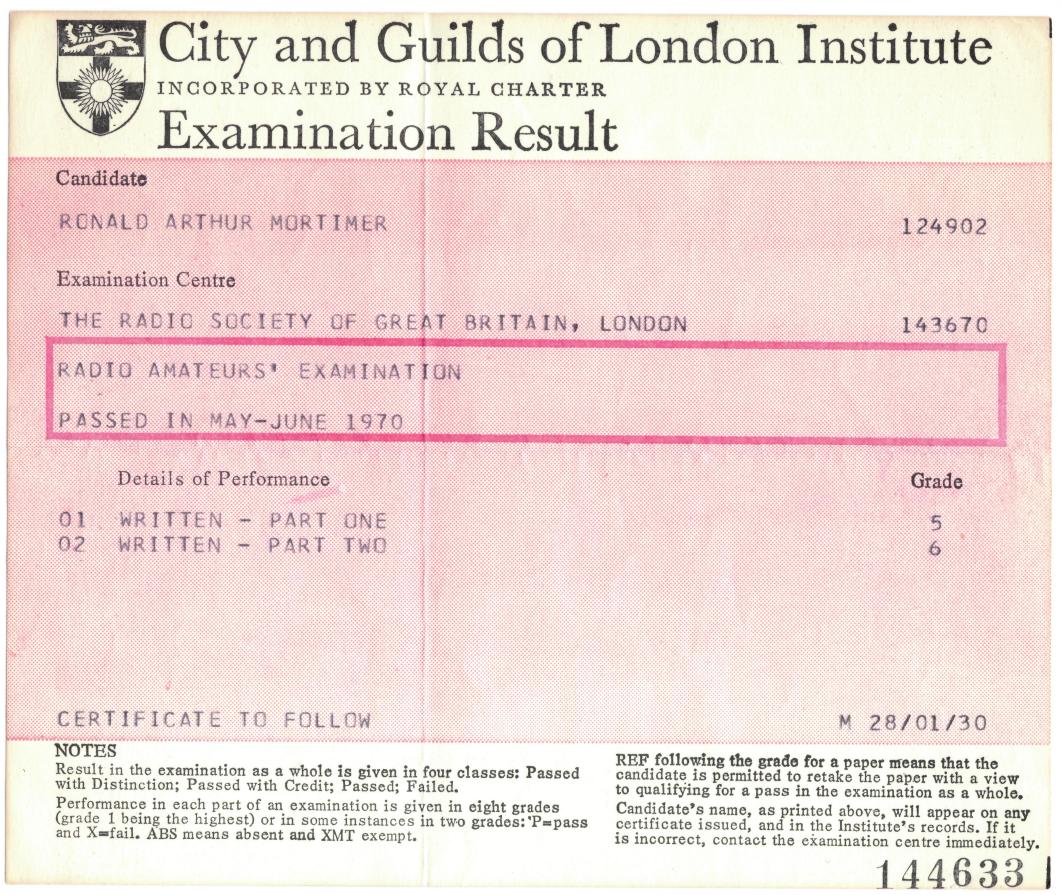 City and Guilds of London Institute
INCORPORATED BY ROYAL CHARTER
Examination Result
Candidate
RONALD ARTHUR MORTIMER 124902
Examination Centre
THE RADIO SOCIETY OF GREAT BRITAIN, LONDON 143670
RADIO AMATEURS' EXAMINATION
PASSED IN MAY-JUNE 1970
Details of Performance Grade
01 WRITTEN - PART ONE 5
02 WRITTEN - PART TWO 6
CERTIFICATE TO FOLLOW M 28/01/30
NOTES
Result in the examination as a whole is given in four classes: Passed
with Distinction; Passed with Credit; Passed; Failed.
Performance in each part of an examination is given in eight grades
(grade 1 being the highest) or in some instances in two grades: P=pass
and X=fail. ABS means absent and XMT exempt.
REF following the grade for a paper means that the
candidate is permitted to retake the paper with a view
to qualifying for a pass in the examination as a whole.
Candidate's name, as printed above, will appear on any
certificate issued, and in the Institute's records. If it
is incorrect, contact the examination centre immediately.
144633